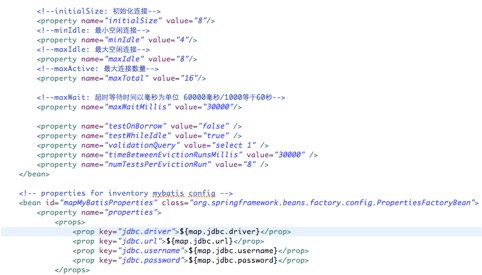 <!--initialSize: 初始化连接-->
<property name="initialSize" value="8"/>
<!--minIdle: 最小空闲连接-->
<property name="minIdle" value="4"/>
<!--maxIdle: 最大空闲连接-->
<property name="maxIdle" value="8"/>
<!--maxActive: 最大连接数量-->
<property name="maxTotal" value="16"/>
<!--maxWait: 超时等待时间以毫秒为单位 60000毫秒/1000等于60秒-->
<property name="maxWaitMillis" value="30000"/>
<property name="testOnBorrow" value="false" />
<property name="testWhileIdle" value="true" />
<property name="validationQuery" value="select 1" />
<property name="timeBetweenEvictionRunsMillis" value="30000" />
<property name="numTestsPerEvictionRun" value="8" />
</bean>
<!-- properties for inventory mybatis config -->
<bean id="mapMyBatisProperties" class="org.springframework.beans.factory.config.PropertiesFactoryBean">
<property name="properties">
<props>
<prop key="jdbc.driver">${map.jdbc.driver}</prop>
<prop key="jdbc.url">${map.jdbc.url}</prop>
<prop key="jdbc.username">${map.jdbc.username}</prop>
<prop key="jdbc.password">${map.jdbc.password}</prop>
</props>